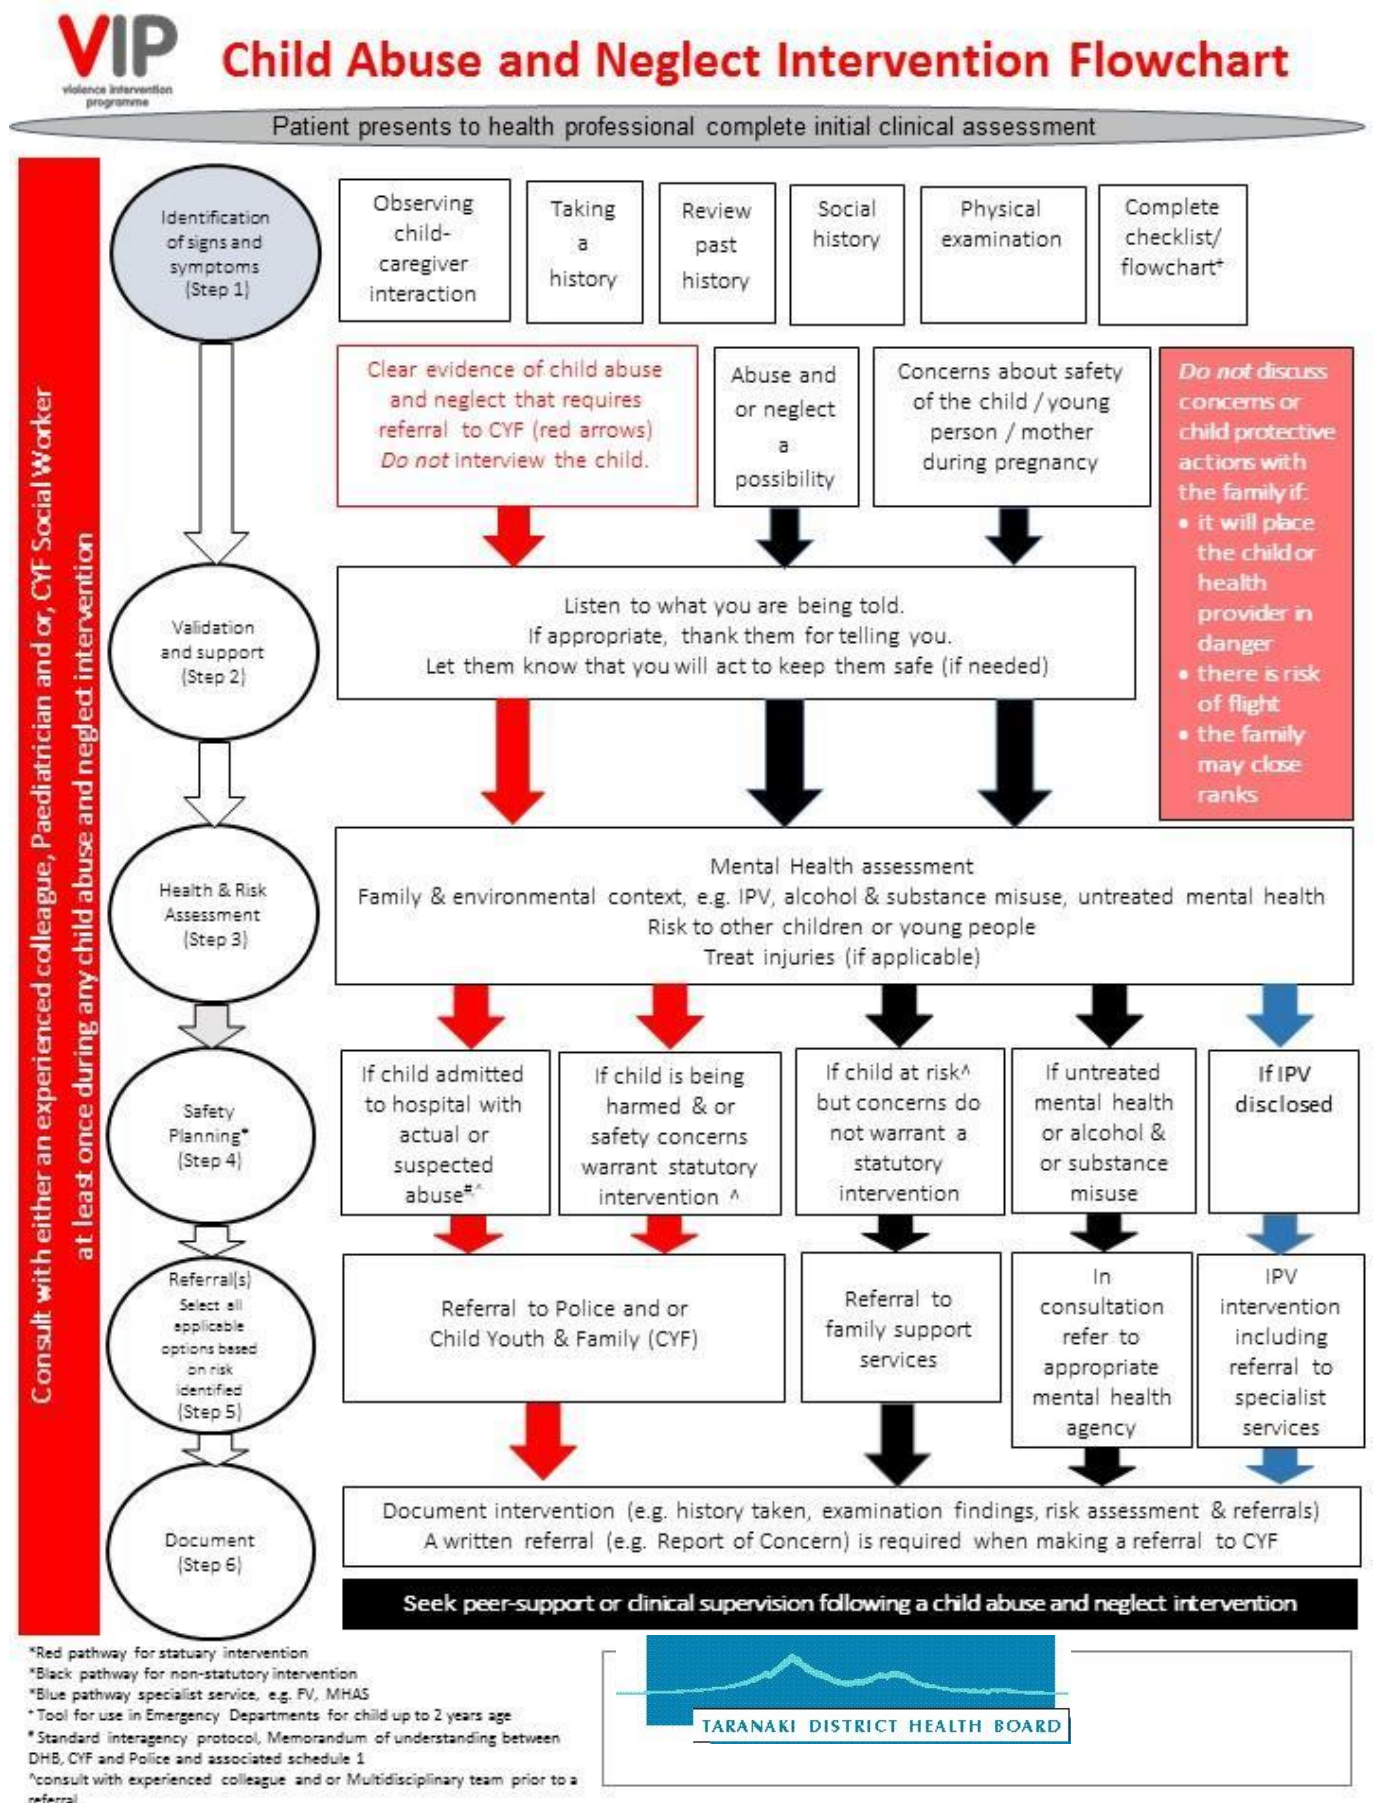 VIP
violence intervention
programme
Child Abuse and Neglect Intervention Flowchart
Patient presents to health professional complete initial clinical assessment
Consult with either an experienced colleague, Paediatrician and or, CYF Social Worker
at least once during any child abuse and neglect intervention
Identification
of signs and
symptoms
(Step 1)
Observing
child-
caregiver
interaction
Taking
a
history
Review
past
history
Social
history
Physical
examination
Complete
checklist/
flowchart+
Clear evidence of child abuse
and neglect that requires
referral to CYF (red arrows)
Do not interview the child.
Abuse and
or neglect
a
possibility
Concerns about safety
of the child / young
person / mother
during pregnancy
Do not discuss
concerns or
child protective
actions with
the family if:
• it will place
the child or
health
provider in
danger
• there is risk
of flight
• the family
may close
ranks
Validation
and support
(Step 2)
Listen to what you are being told.
If appropriate, thank them for telling you.
Let them know that you will act to keep them safe (if needed)
Health & Risk
Assessment
(Step 3)
Mental Health assessment
Family & environmental context, e.g. IPV, alcohol & substance misuse, untreated mental health
Risk to other children or young people
Treat injuries (if applicable)
Safety
Planning*
(Step 4)
If child admitted
to hospital with
actual or
suspected
abuse#,^
If child is being
harmed & or
safety concerns
warrant statutory
intervention ^
If child at risk^
but concerns do
not warrant a
statutory
intervention
If untreated
mental health
or alcohol &
or substance
misuse
If IPV
disclosed
Referral(s)
Select all
applicable
options based
on risk
identified
(Step 5)
Referral to Police and or
Child Youth & Family (CYF)
Referral to
family support
services
In
consultation
refer to
appropriate
mental health
agency
IPV
intervention
including
referral to
specialist
services
Document
(Step 6)
Document intervention (e.g. history taken, examination findings, risk assessment & referrals)
A written referral (e.g. Report of Concern) is required when making a referral to CYF
Seek peer-support or clinical supervision following a child abuse and neglect intervention
*Red pathway for statuary intervention
*Black pathway for non-statutory intervention
*Blue pathway specialist service, e.g. FV, MHAS
+Tool for use in Emergency Departments for child up to 2 years age
#Standard interagency protocol, Memorandum of understanding between
DHB, CYF and Police and associated schedule 1
^consult with experienced colleague and or Multidisciplinary team prior to a
referral
TARANAKI DISTRICT HEALTH BOARD